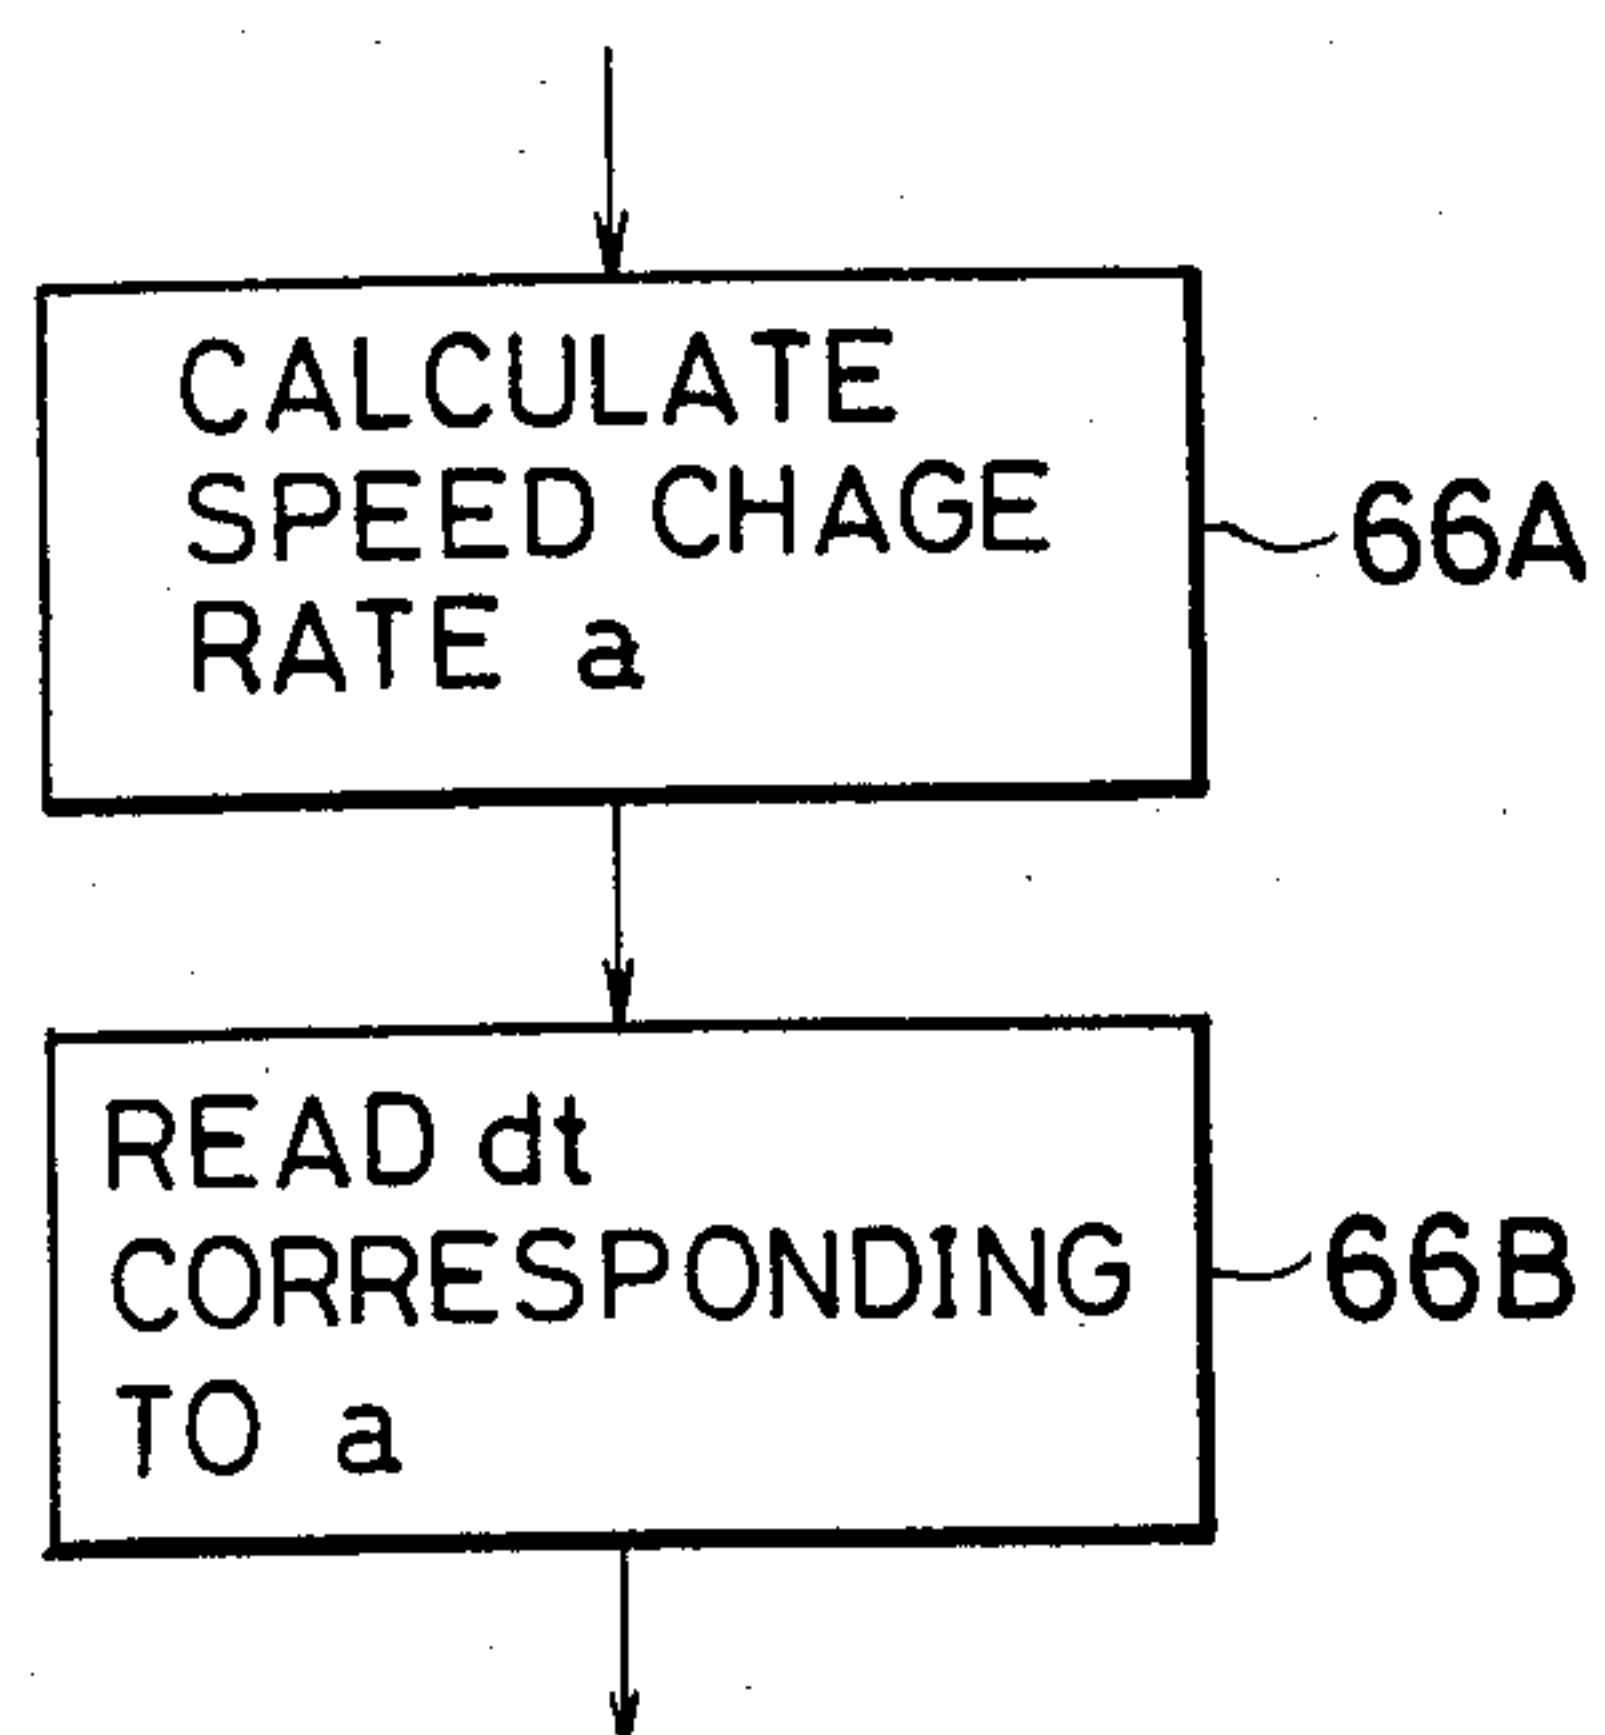 CALCULATE
SPEED CHAGE
RATE a
66A
READ dt
CORRESPONDING
TO a
66B